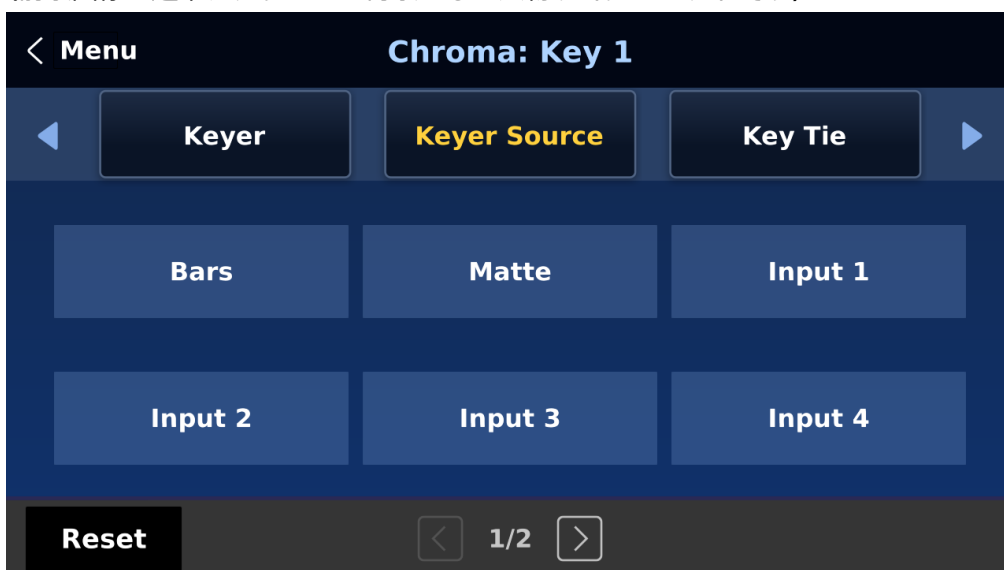 Menu
Chroma: Key 1
Keyer
Keyer Source
Key Tie
Bars
Matte
Input 1
Input 2
Input 3
Input 4
Reset
1/2